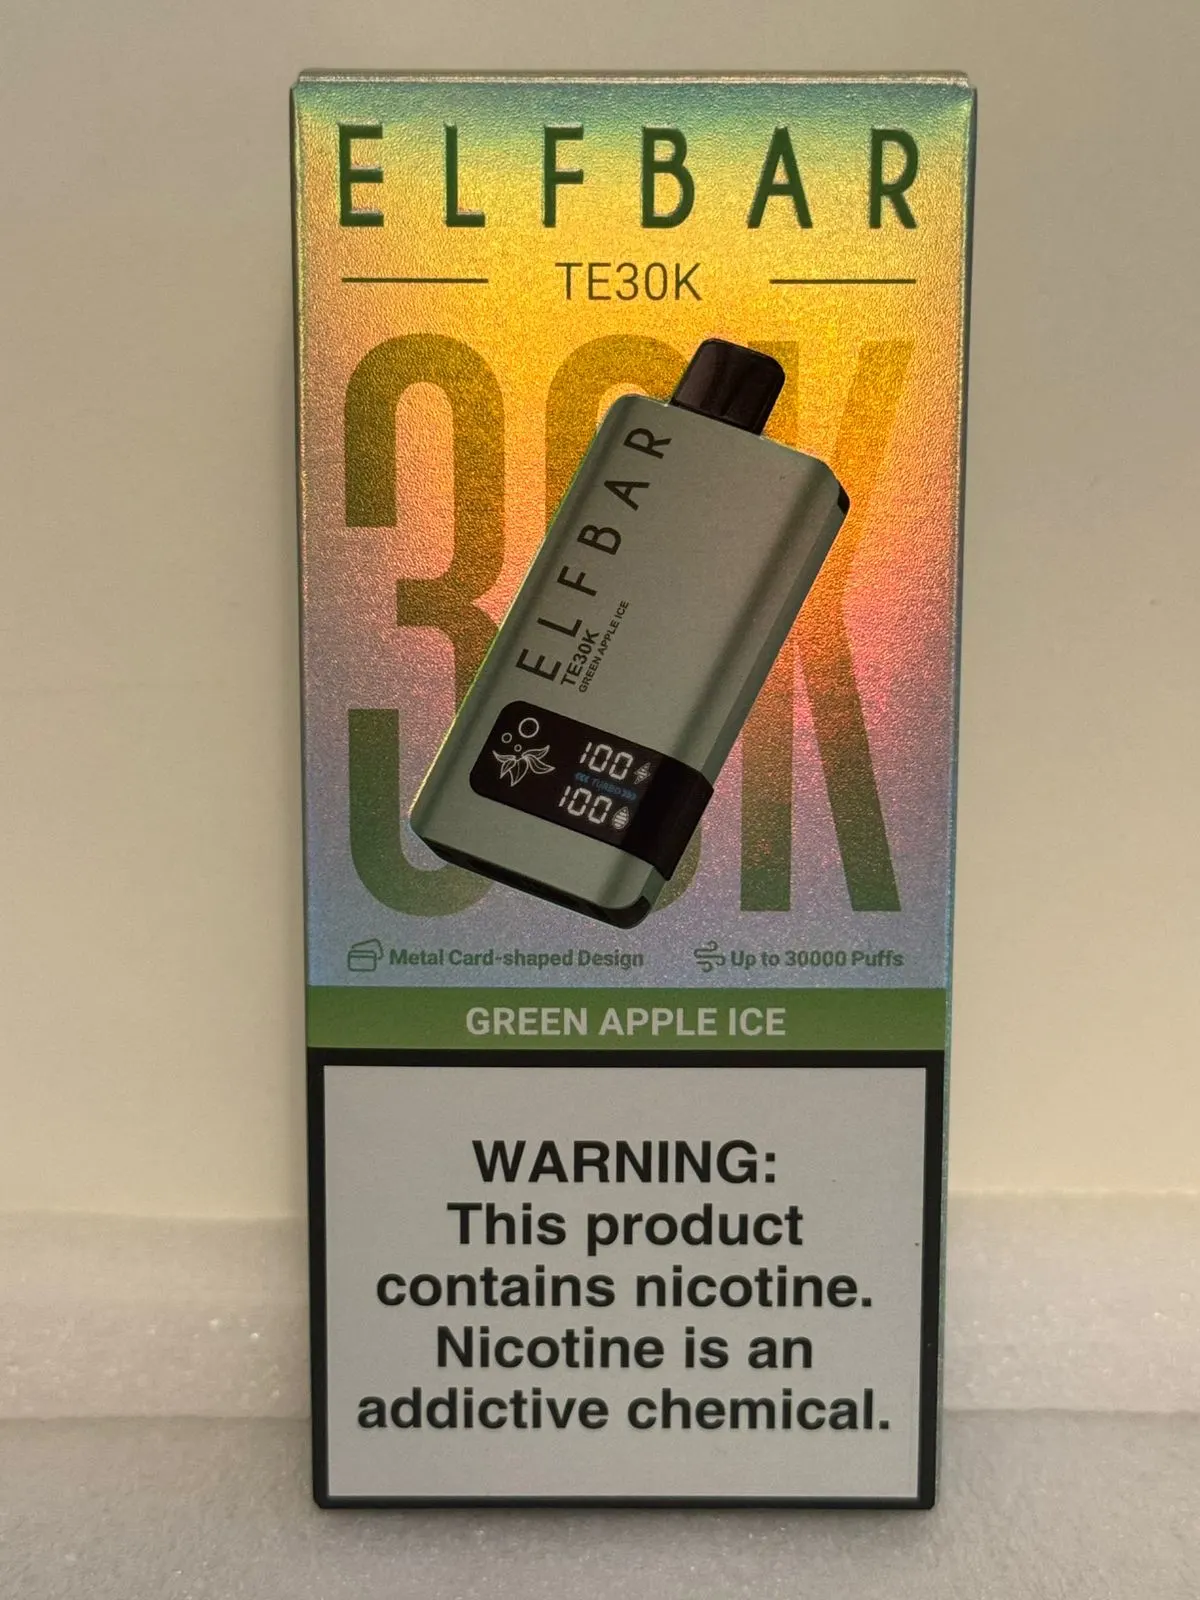 ELFBAR
TE30K
30K
ELFBAR
TE30K
GREEN APPLE ICE
100
TURBO
100
Metal Card-shaped Design
Up to 30000 Puffs
GREEN APPLE ICE
WARNING:
This product
contains nicotine.
Nicotine is an
addictive chemical.